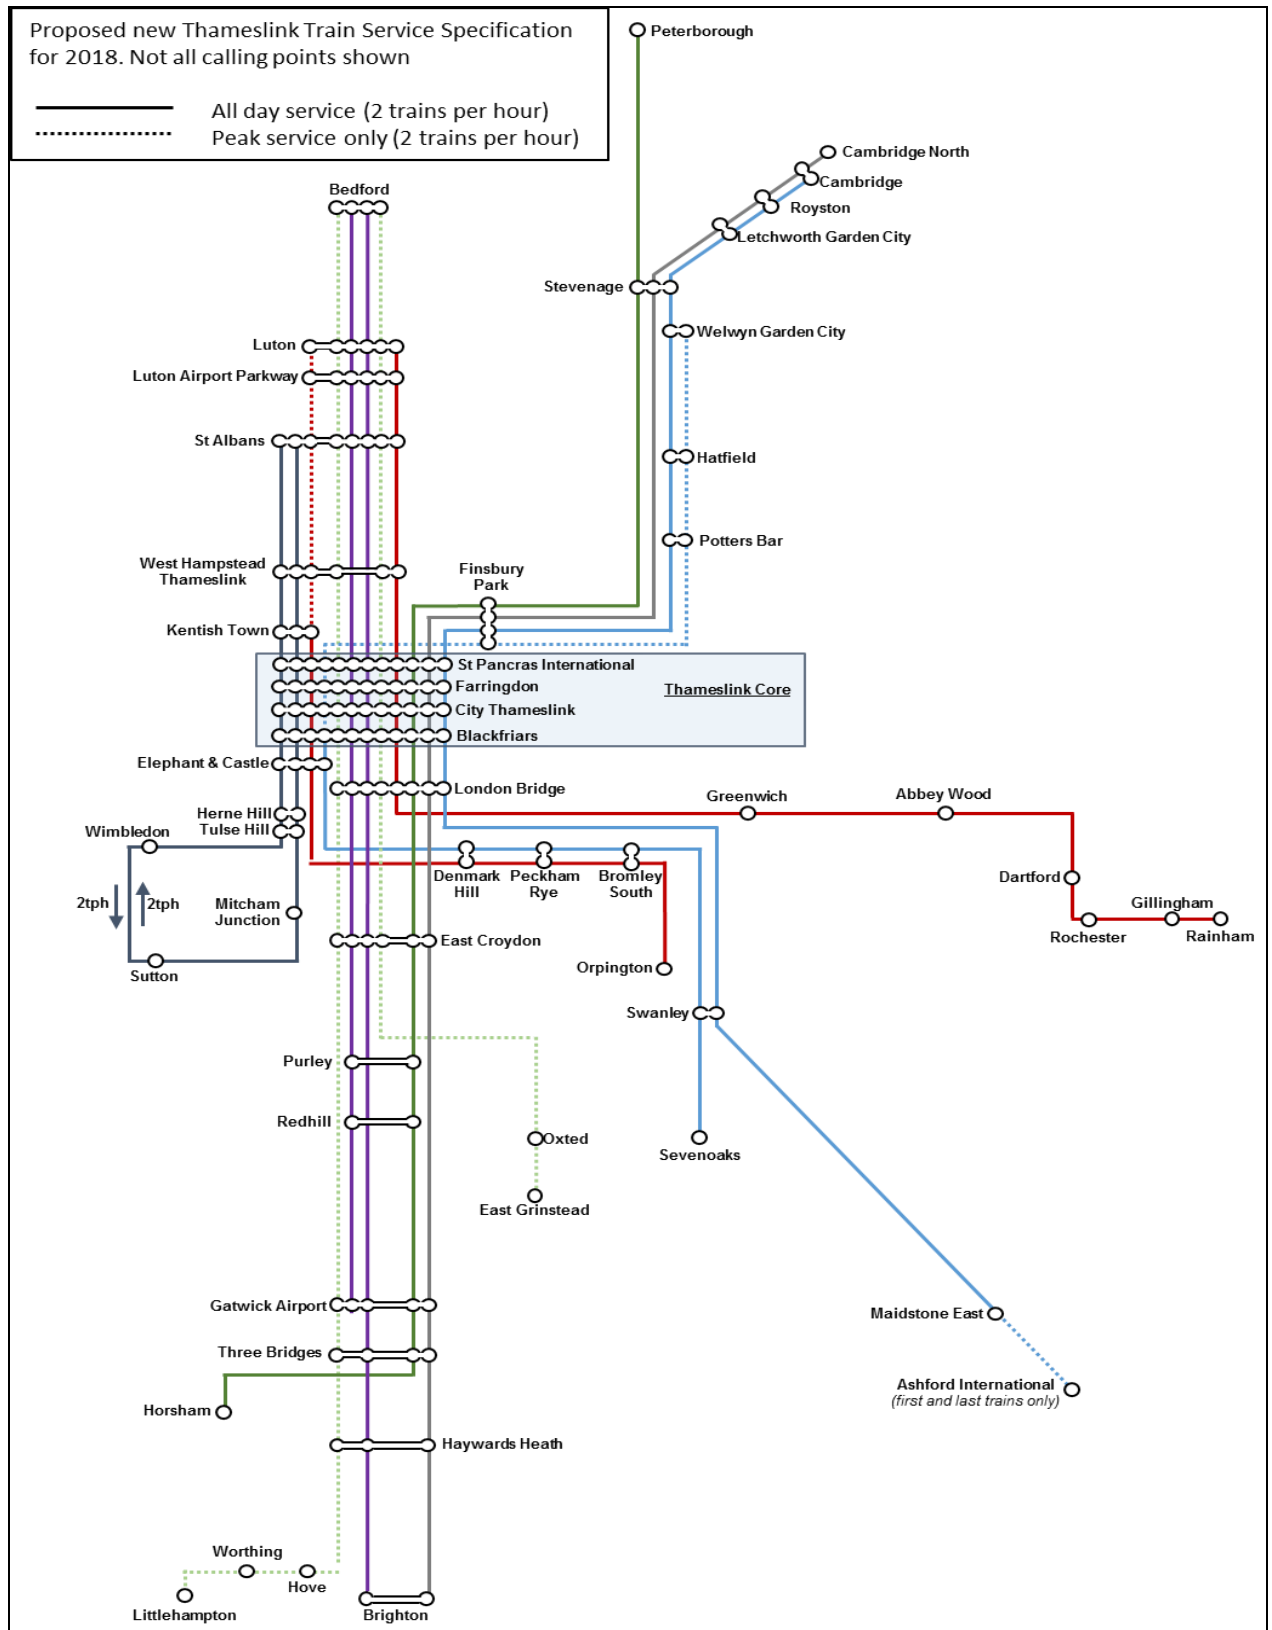 Proposed new Thameslink Train Service Specification
for 2018. Not all calling points shown
All day service (2 trains per hour)
Peak service only (2 trains per hour)
Peterborough
Cambridge North
Cambridge
Royston
Letchworth Garden City
Bedford
Stevenage
Welwyn Garden City
Luton
Luton Airport Parkway
St Albans
Hatfield
Potters Bar
West Hampstead
Thameslink
Finsbury
Park
Kentish Town
St Pancras International
Farringdon
Thameslink Core
City Thameslink
Blackfriars
Elephant & Castle
London Bridge
Greenwich
Abbey Wood
Herne Hill
Tulse Hill
Wimbledon
Denmark
Hill
Peckham
Rye
Bromley
South
Dartford
2tph
2tph
Mitcham
Junction
Gillingham
Rochester
Rainham
East Croydon
Orpington
Sutton
Swanley
Purley
Redhill
Oxted
Sevenoaks
East Grinstead
Gatwick Airport
Maidstone East
Three Bridges
Ashford International
(first and last trains only)
Horsham
Haywards Heath
Worthing
Hove
Littlehampton
Brighton